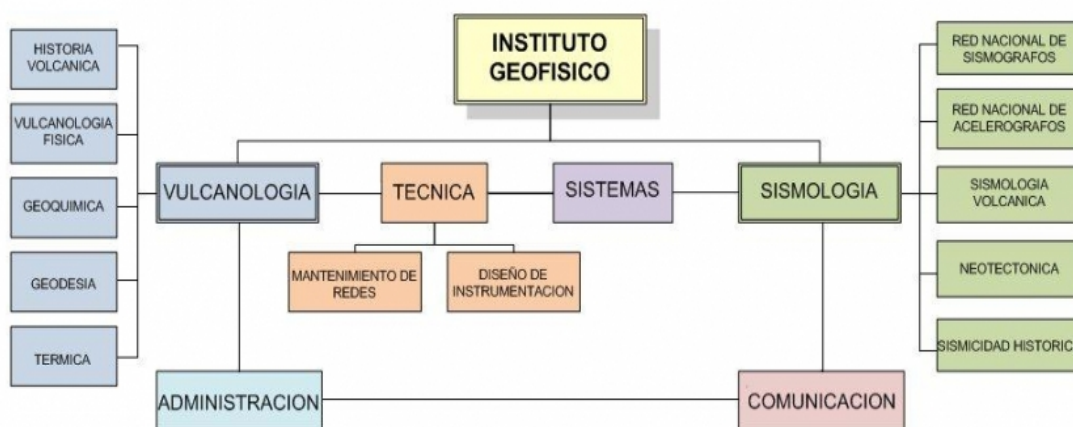 INSTITUTO
GEOFISICO
HISTORIA
VOLCANICA
VULCANOLOGIA
FISICA
GEOQUIMICA
GEODESIA
TERMICA
VULCANOLOGIA
TECNICA
SISTEMAS
SISMOLOGIA
MANTENIMIENTO DE
REDES
DISEÑO DE
INSTRUMENTACION
RED NACIONAL DE
SISMOGRAFOS
RED NACIONAL DE
ACELEROGRAFOS
SISMOLOGIA
VOLCANICA
NEOTECTONICA
SISMICIDAD HISTORIC
ADMINISTRACION
COMUNICACION